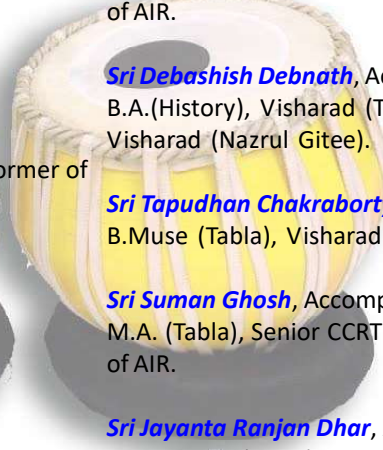 of AIR.
Sri Debashish Debnath, Ac
B.A.(History), Visharad (T
Visharad (Nazrul Gitee).
ormer of
Sri Tapudhan Chakrabort
B.Muse (Tabla), Visharad
Sri Suman Ghosh, Accomp
M.A. (Tabla), Senior CCRT
of AIR.
Sri Jayanta Ranjan Dhar,